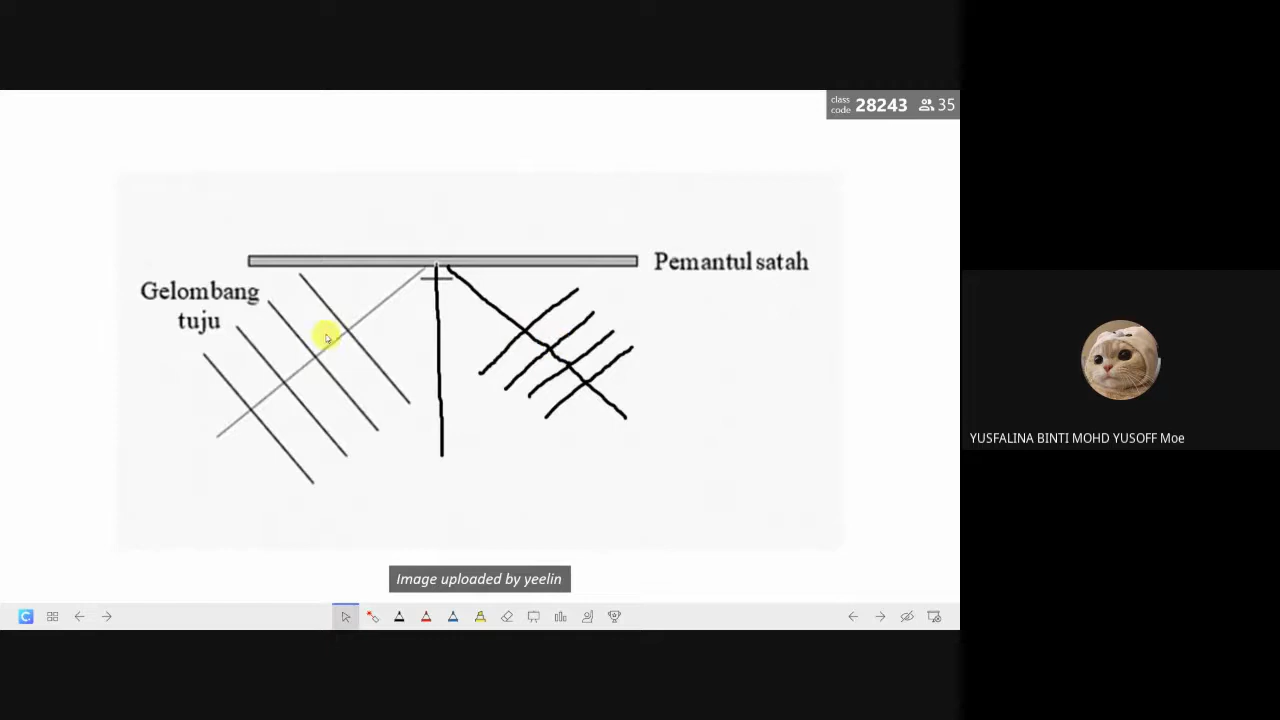 class
code 28243 35
Pemantul satah
Gelombang
tuju
YUSFALINA BINTI MOHD YUSOFF Moe
Image uploaded by yeelin
C